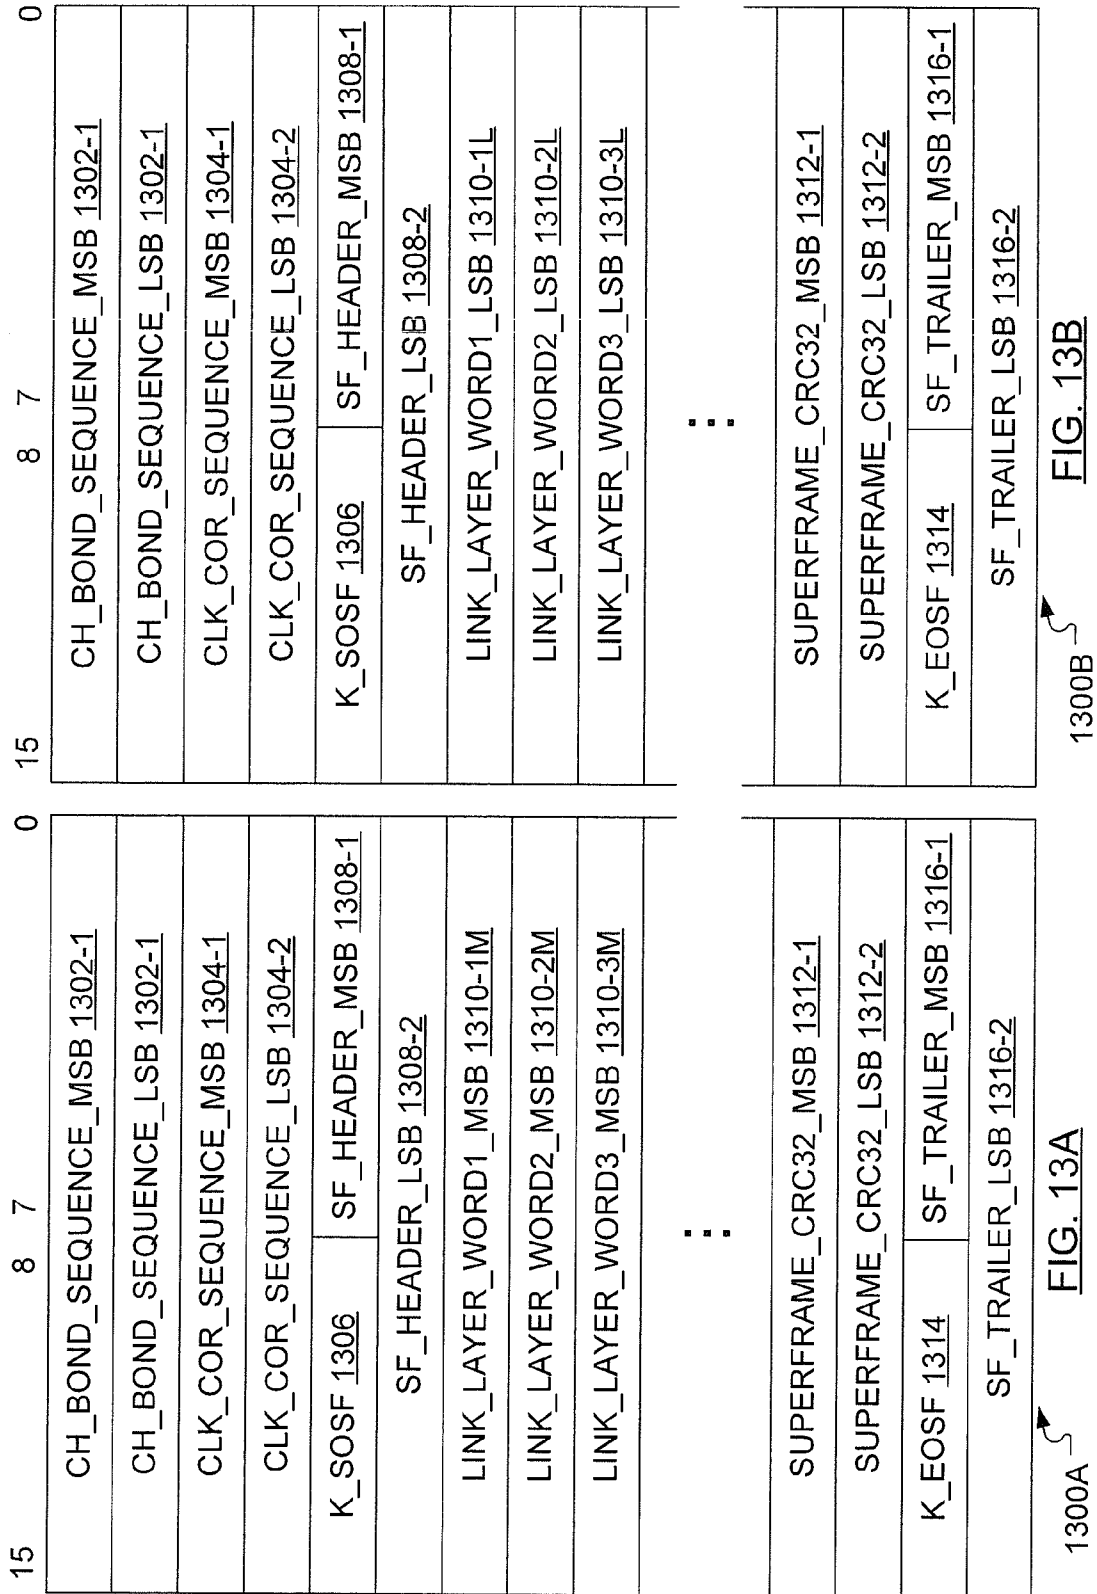 15 8 7 0
CH_BOND_SEQUENCE_MSB 1302-1
CH_BOND_SEQUENCE_LSB 1302-1
CLK_COR_SEQUENCE_MSB 1304-1
CLK_COR_SEQUENCE_LSB 1304-2
K_SOSF 1306 SF_HEADER_MSB 1308-1
SF_HEADER_LSB 1308-2
LINK_LAYER_WORD1_MSB 1310-1M
LINK_LAYER_WORD2_MSB 1310-2M
LINK_LAYER_WORD3_MSB 1310-3M
...
SUPERFRAME_CRC32_MSB 1312-1
SUPERFRAME_CRC32_LSB 1312-2
K_EOSF 1314 SF_TRAILER_MSB 1316-1
SF_TRAILER_LSB 1316-2
1300A
FIG. 13A
15 8 7 0
CH_BOND_SEQUENCE_MSB 1302-1
CH_BOND_SEQUENCE_LSB 1302-1
CLK_COR_SEQUENCE_MSB 1304-1
CLK_COR_SEQUENCE_LSB 1304-2
K_SOSF 1306 SF_HEADER_MSB 1308-1
SF_HEADER_LSB 1308-2
LINK_LAYER_WORD1_LSB 1310-1L
LINK_LAYER_WORD2_LSB 1310-2L
LINK_LAYER_WORD3_LSB 1310-3L
...
SUPERFRAME_CRC32_MSB 1312-1
SUPERFRAME_CRC32_LSB 1312-2
K_EOSF 1314 SF_TRAILER_MSB 1316-1
SF_TRAILER_LSB 1316-2
1300B
FIG. 13B